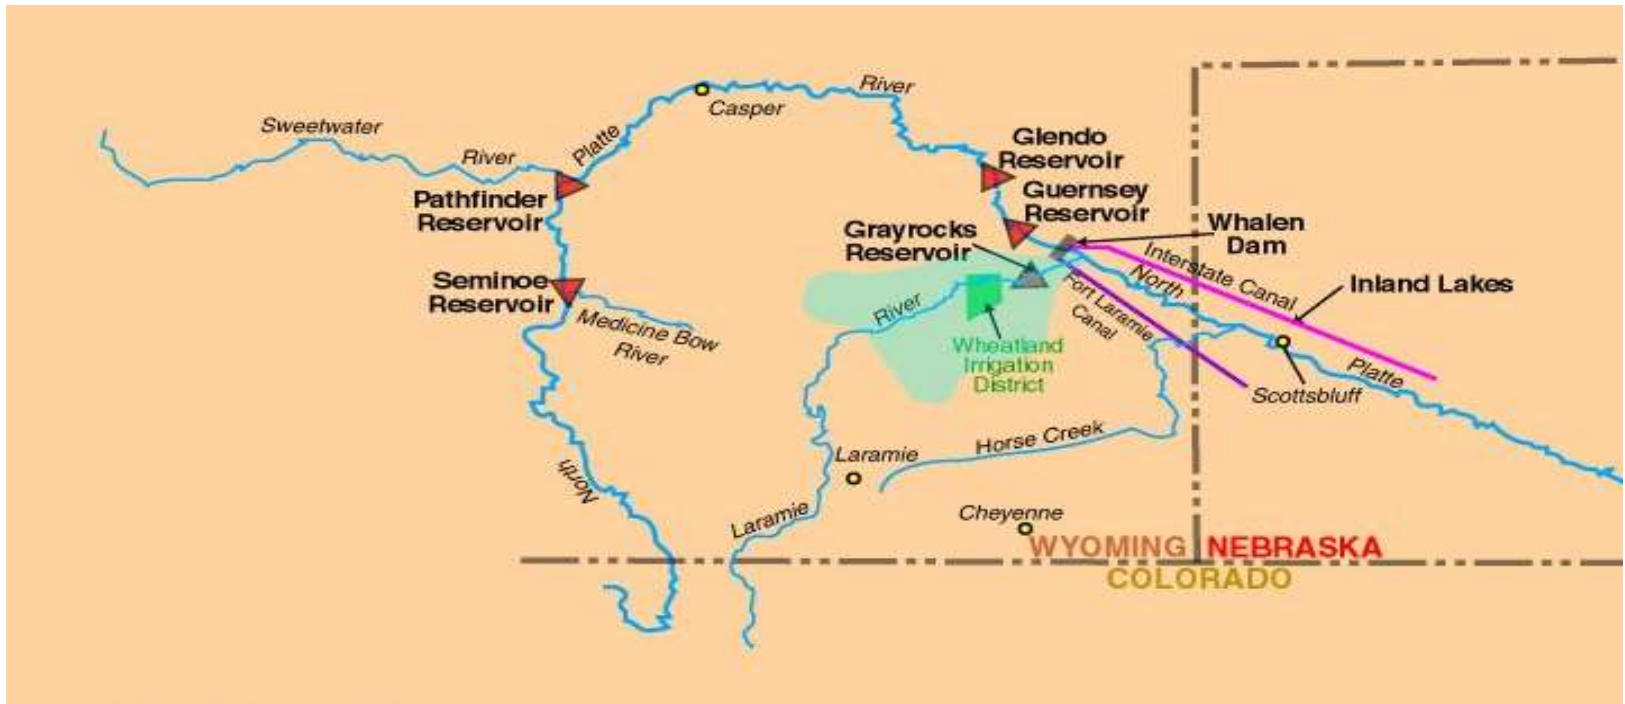 River
Casper
Sweetwater
River
Platte
Glendo
Reservoir
Pathfinder
Reservoir
Guernsey
Reservoir
Grayrocks
Reservoir
Whalen
Dam
Interstate Canal
North
Inland Lakes
Seminoe
Reservoir
Medicine Bow
River
River
Fort Laramie
Canal
Wheatland
Irrigation
District
Platte
Scottsbluff
Horse Creek
Laramie
North
Laramie
Cheyenne
WYOMING
NEBRASKA
COLORADO